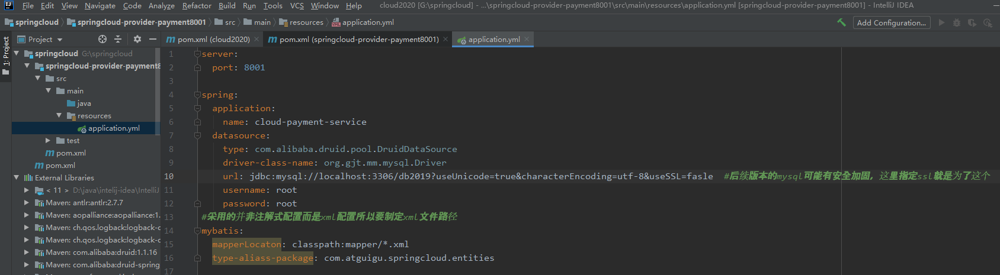 File Edit View Navigate Code Analyze Refactor Build Run Tools VCS Window Help cloud2020 [G:\springcloud] - ...\springcloud-provider-payment8001\src\main\resources\application.yml [springcloud-provider-payment8001] - IntelliJ IDEA
springcloud springcloud-provider-payment8001 src main resources application.yml Add Configuration...
Project pom.xml (cloud2020) pom.xml (springcloud-provider-payment8001) application.yml
1: Project
springcloud G:\springcloud
springcloud-provider-payment8
src
main
java
resources
application.yml
test
pom.xml
pom.xml
External Libraries
< 11 > D:\java\intelij-idea\IntelliJ
Maven: antlr:antlr:2.7.7
Maven: aopalliance:aopalliance:1.
Maven: ch.qos.logback:logback-c
Maven: ch.qos.logback:logback-c
Maven: com.alibaba:druid:1.1.16
Maven: com.alibaba:druid-spring
1 server:
2 port: 8001
3
4 spring:
5 application:
6 name: cloud-payment-service
7 datasource:
8 type: com.alibaba.druid.pool.DruidDataSource
9 driver-class-name: org.gjt.mm.mysql.Driver
10 url: jdbc:mysql://localhost:3306/db2019?useUnicode=true&characterEncoding=utf-8&useSSL=fasle #后续版本的mysql可能有安全加固，这里指定ssl就是为了这个
11 username: root
12 password: root
13 #采用的并非注解式配置而是xml配置所以要制定xml文件路径
14 mybatis:
15 mapperLocaton: classpath:mapper/*.xml
16 type-aliass-package: com.atguigu.springcloud.entities
17